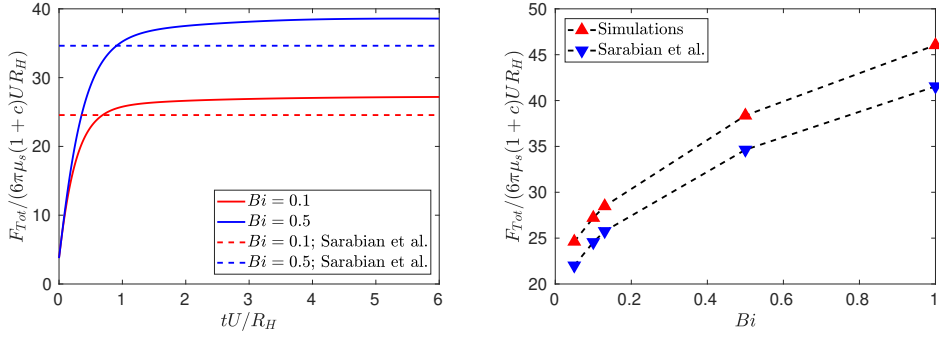 F_{Tot}/(6πμ_s(1 + c)UR_H)
40
30
20
10
0
0 1 2 3 4 5 6
tU/R_H
Bi = 0.1
Bi = 0.5
Bi = 0.1; Sarabian et al.
Bi = 0.5; Sarabian et al.
F_{Tot}/(6πμ_s(1 + c)UR_H)
50
45
40
35
30
25
20
0 0.2 0.4 0.6 0.8 1
Bi
Simulations
Sarabian et al.